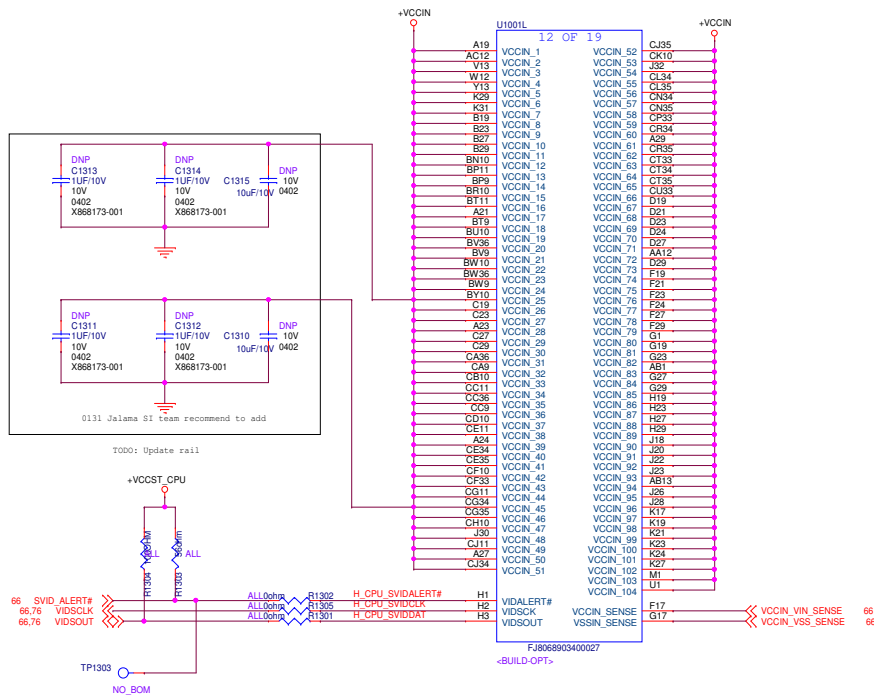 +VCCIN
U1001L
+VCCIN
12 OF 19
A19 VCCIN_1 VCCIN_52 CJ35
AC12 VCCIN_2 VCCIN_53 CK10
V13 VCCIN_3 VCCIN_54 J32
W12 VCCIN_4 VCCIN_55 CL34
Y13 VCCIN_5 VCCIN_56 CL35
K29 VCCIN_6 VCCIN_57 CN34
K31 VCCIN_7 VCCIN_58 CN35
B19 VCCIN_8 VCCIN_59 CP33
B23 VCCIN_9 VCCIN_60 CR34
B27 VCCIN_10 VCCIN_61 A29
B29 VCCIN_11 VCCIN_62 CR35
BN10 VCCIN_12 VCCIN_63 CT33
BP11 VCCIN_13 VCCIN_64 CT34
BP9 VCCIN_14 VCCIN_65 CT35
BR10 VCCIN_15 VCCIN_66 CU33
BT11 VCCIN_16 VCCIN_67 D19
A21 VCCIN_17 VCCIN_68 D21
BT9 VCCIN_18 VCCIN_69 D23
BU10 VCCIN_19 VCCIN_70 D24
BV36 VCCIN_20 VCCIN_71 D27
BV9 VCCIN_21 VCCIN_72 AA12
BW10 VCCIN_22 VCCIN_73 D29
BW36 VCCIN_23 VCCIN_74 F19
BW9 VCCIN_24 VCCIN_75 F21
BY10 VCCIN_25 VCCIN_76 F23
C19 VCCIN_26 VCCIN_77 F24
C23 VCCIN_27 VCCIN_78 F27
A23 VCCIN_28 VCCIN_79 F29
C27 VCCIN_29 VCCIN_80 G1
C29 VCCIN_30 VCCIN_81 G19
CA36 VCCIN_31 VCCIN_82 G23
CA9 VCCIN_32 VCCIN_83 AB1
CB10 VCCIN_33 VCCIN_84 G27
CC11 VCCIN_34 VCCIN_85 G29
CC36 VCCIN_35 VCCIN_86 H19
CC9 VCCIN_36 VCCIN_87 H23
CD10 VCCIN_37 VCCIN_88 H27
CE11 VCCIN_38 VCCIN_89 H29
A24 VCCIN_39 VCCIN_90 J18
CE34 VCCIN_40 VCCIN_91 J20
CE35 VCCIN_41 VCCIN_92 J22
CF10 VCCIN_42 VCCIN_93 J23
CF33 VCCIN_43 VCCIN_94 AB13
CG11 VCCIN_44 VCCIN_95 J26
CG34 VCCIN_45 VCCIN_96 J28
CG35 VCCIN_46 VCCIN_97 K17
CH10 VCCIN_47 VCCIN_98 K19
J30 VCCIN_48 VCCIN_99 K21
CJ11 VCCIN_49 VCCIN_100 K23
A27 VCCIN_50 VCCIN_101 K24
CJ34 VCCIN_51 VCCIN_102 K27
VCCIN_103 M1
VCCIN_104 U1
H1 VIDALERT#
H2 VIDSCK VCCIN_SENSE F17 VCCIN_VIN_SENSE 66
H3 VIDSOUT VSSIN_SENSE G17 VCCIN_VSS_SENSE 66
FJ8068903400027
<BUILD-OPT>
DNP
C1313
1UF/10V
10V
0402
X868173-001
DNP
C1314
1UF/10V
10V
0402
X868173-001
DNP
C1315 10V
10uF/10V 0402
DNP
C1311
1UF/10V
10V
0402
X868173-001
DNP
C1312
1UF/10V
10V
0402
X868173-001
DNP
C1310 10V
10uF/10V 0402
0131 Jalama SI team recommend to add
TODO: Update rail
+VCCST_CPU
ALL
R1304
ALL
R1303
66 SVID_ALERT# ALL 0ohm R1302 H_CPU_SVIDALERT#
66,76 VIDSCLK ALL 0ohm R1305 H_CPU_SVIDCLK
66,76 VIDSOUT ALL 0ohm R1301 H_CPU_SVIDDAT
TP1303
NO_BOM